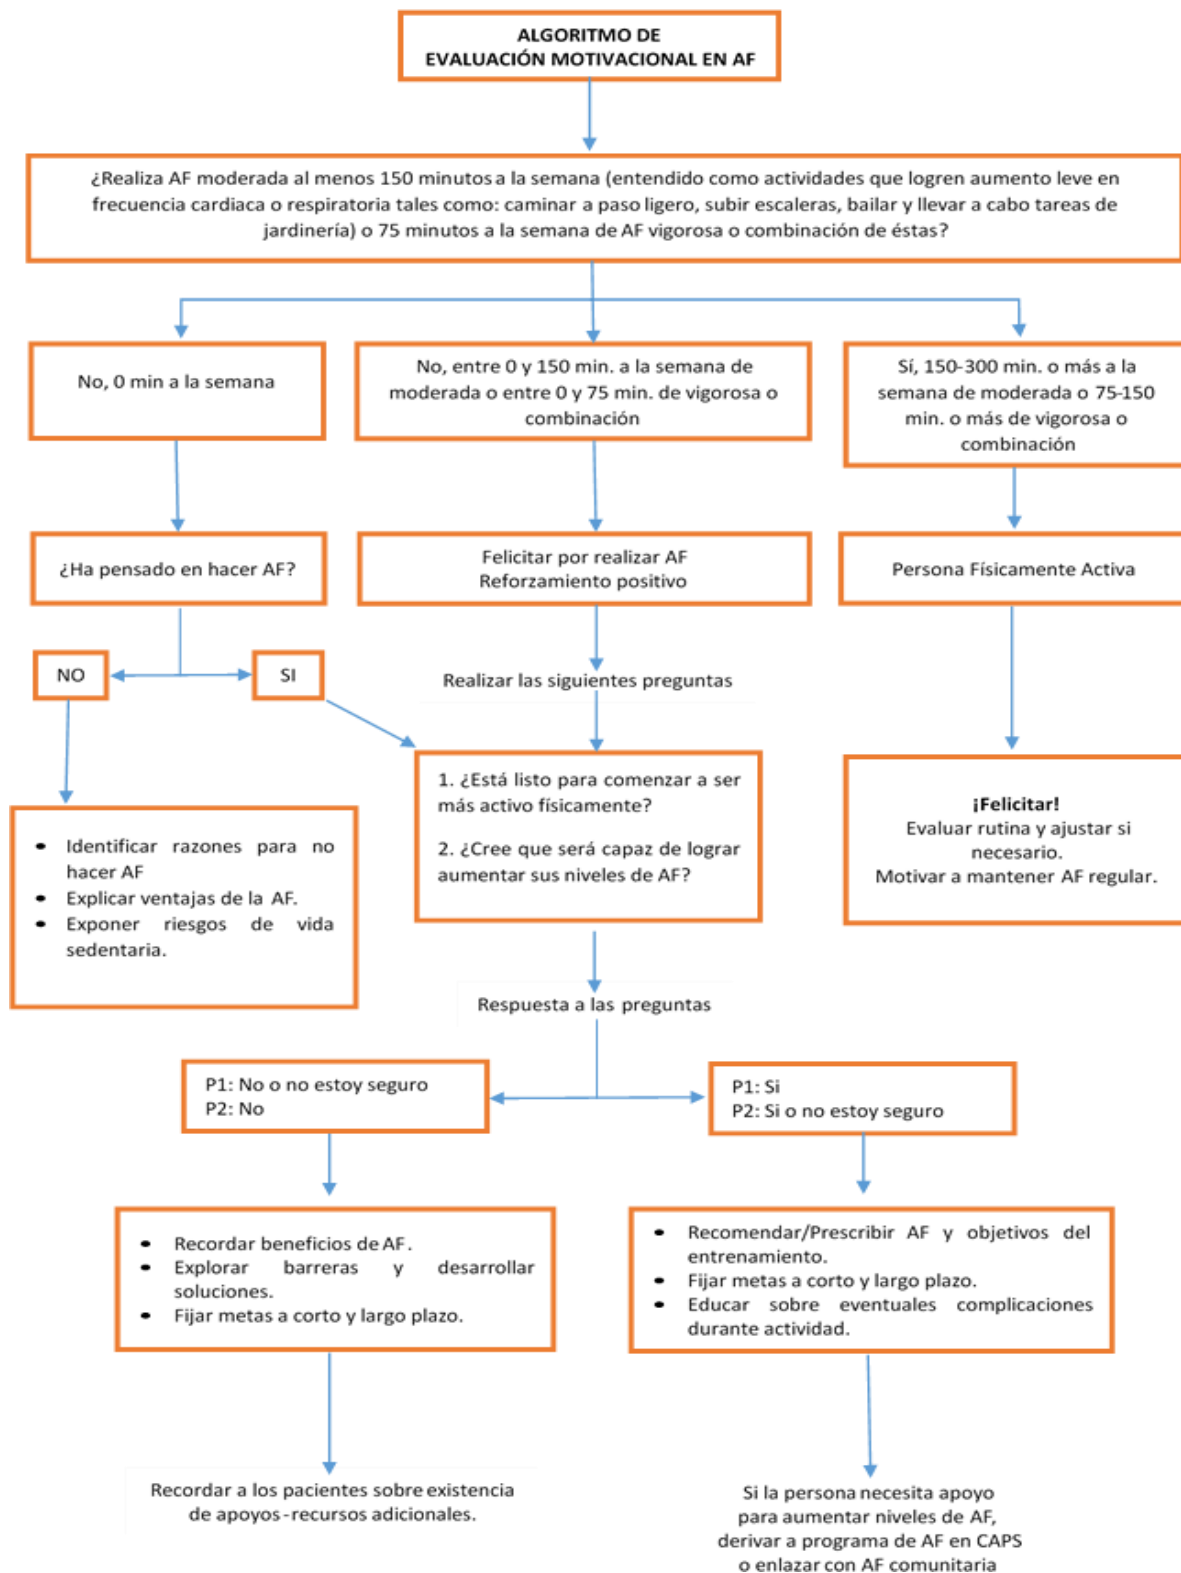 ALGORITMO DE
EVALUACIÓN MOTIVACIONAL EN AF
¿Realiza AF moderada al menos 150 minutos a la semana (entendido como actividades que logren aumento leve en
frecuencia cardiaca o respiratoria tales como: caminar a paso ligero, subir escaleras, bailar y llevar a cabo tareas de
jardinería) o 75 minutos a la semana de AF vigorosa o combinación de éstas?
No, 0 min a la semana
No, entre 0 y 150 min. a la semana de
moderada o entre 0 y 75 min. de vigorosa o
combinación
Sí, 150-300 min. o más a la
semana de moderada o 75-150
min. o más de vigorosa o
combinación
¿Ha pensado en hacer AF?
Felicitar por realizar AF
Reforzamiento positivo
Persona Físicamente Activa
NO
SI
Realizar las siguientes preguntas
1. ¿Está listo para comenzar a ser
más activo físicamente?
2. ¿Cree que será capaz de lograr
aumentar sus niveles de AF?
¡Felicitar!
Evaluar rutina y ajustar si
necesario.
Motivar a mantener AF regular.
• Identificar razones para no
hacer AF
• Explicar ventajas de la AF.
• Exponer riesgos de vida
sedentaria.
Respuesta a las preguntas
P1: No o no estoy seguro
P2: No
P1: Si
P2: Si o no estoy seguro
• Recordar beneficios de AF.
• Explorar barreras y desarrollar
soluciones.
• Fijar metas a corto y largo plazo.
• Recomendar/Prescribir AF y objetivos del
entrenamiento.
• Fijar metas a corto y largo plazo.
• Educar sobre eventuales complicaciones
durante actividad.
Recordar a los pacientes sobre existencia
de apoyos-recursos adicionales.
Si la persona necesita apoyo
para aumentar niveles de AF,
derivar a programa de AF en CAPS
o enlazar con AF comunitaria